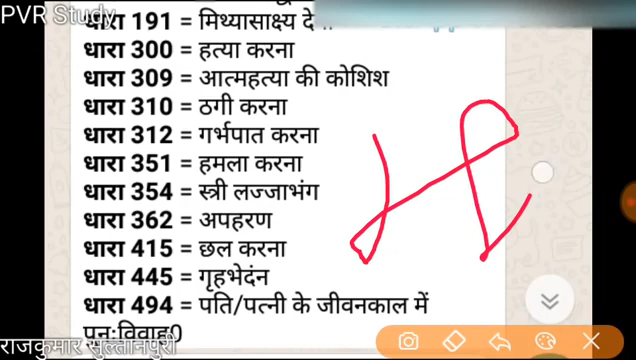 PVR Study
धारा 191 = मिथ्यासाक्ष्य
धारा 300 = हत्या करना
धारा 309 = आत्महत्या की कोशिश
धारा 310 = ठगी करना
धारा 312 = गर्भपात करना
धारा 351 = हमला करना
धारा 354 = स्त्री लज्जाभंग
धारा 362 = अपहरण
धारा 415 = छल करना
धारा 445 = गृहभेदंन
धारा 494 = पति/पत्नी के जीवनकाल में
पुनःविवाह0
राजकुमार सुल्तानपुरी